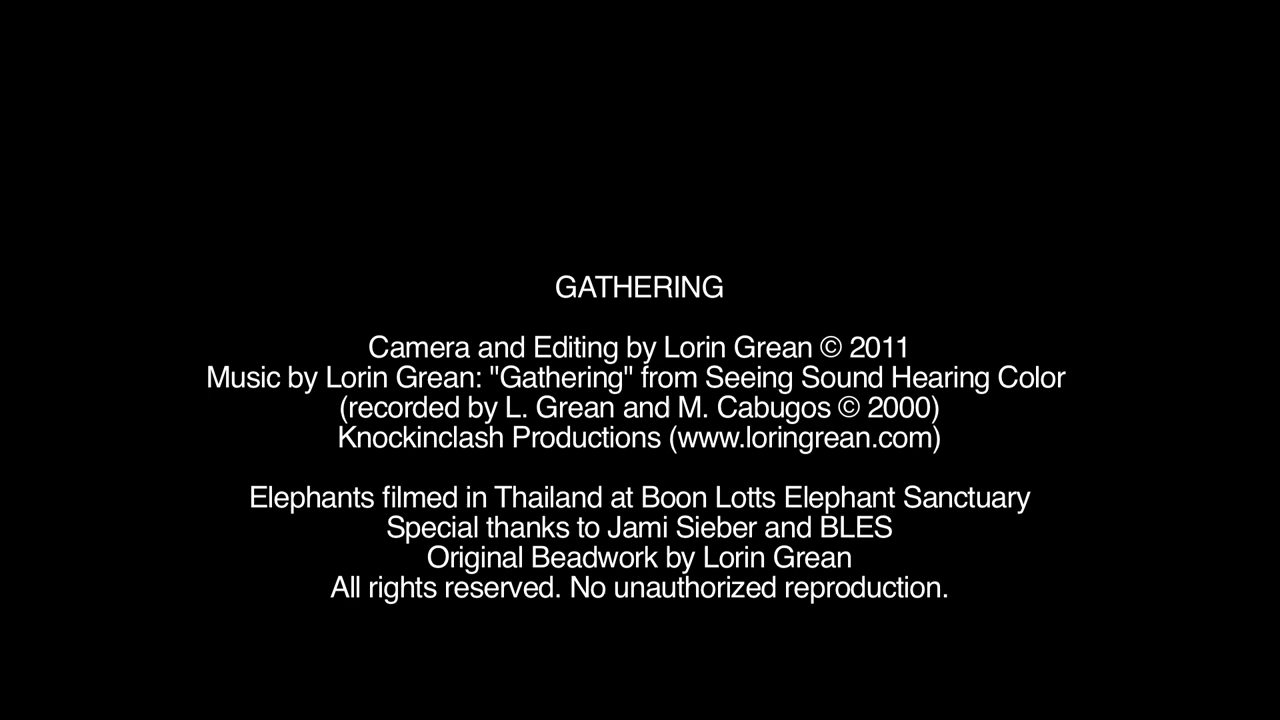 GATHERING
Camera and Editing by Lorin Grean © 2011
Music by Lorin Grean: "Gathering" from Seeing Sound Hearing Color
(recorded by L. Grean and M. Cabugos © 2000)
Knockinclash Productions (www.loringrean.com)
Elephants filmed in Thailand at Boon Lotts Elephant Sanctuary
Special thanks to Jami Sieber and BLES
Original Beadwork by Lorin Grean
All rights reserved. No unauthorized reproduction.